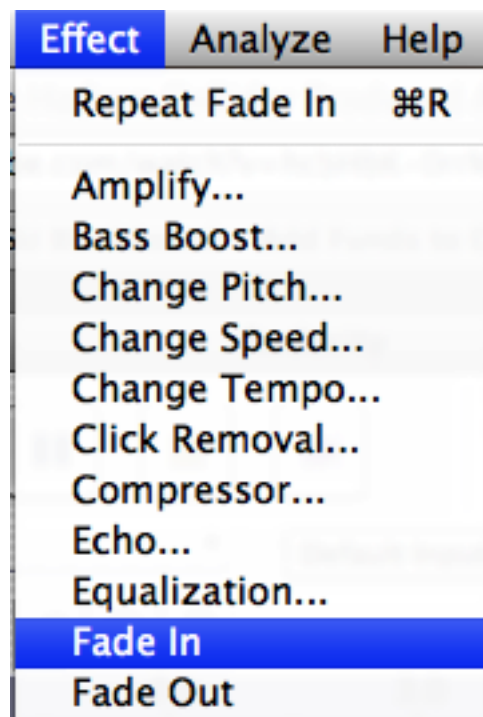 Effect Analyze Help
Repeat Fade In ⌘R
Amplify...
Bass Boost...
Change Pitch...
Change Speed...
Change Tempo...
Click Removal...
Compressor...
Echo...
Equalization...
Fade In
Fade Out